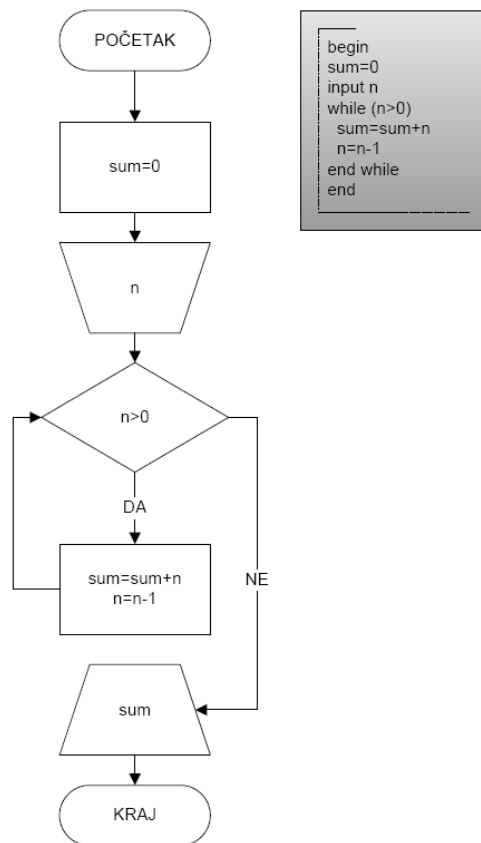 POČETAK
sum=0
n
n>0
DA
sum=sum+n
n=n-1
NE
sum
KRAJ
begin
sum=0
input n
while (n>0)
sum=sum+n
n=n-1
end while
end